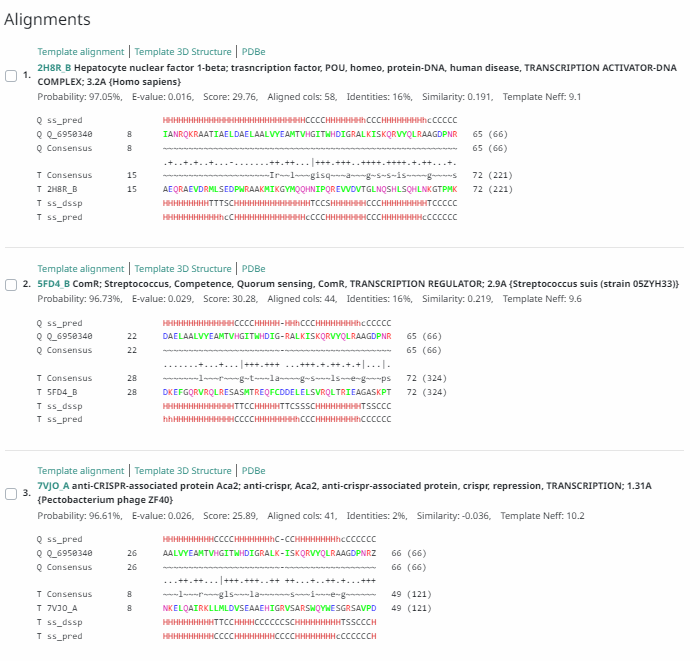 Alignments
Template alignment | Template 3D Structure | PDBe
1. 2H8R_B Hepatocyte nuclear factor 1-beta; trasncription factor, POU, homeo, protein-DNA, human disease, TRANSCRIPTION ACTIVATOR-DNA
COMPLEX; 3.2A {Homo sapiens}
Probability: 97.05%, E-value: 0.016, Score: 29.76, Aligned cols: 58, Identities: 16%, Similarity: 0.191, Template Neff: 9.1
Q ss_pred HHHHHHHHHHHHHHHHHHHHHHHHHHHHCCCCHHHHHHHhCCCHHHHHHHHHhcCCCCCC
Q Q_6950340 8 IANRQKRAATIAELDAELAALVYEAMTVHGITWHDIGRALKISKQRVYQLRAAGDPNR 65 (66)
Q Consensus 8 ~~~~~~~~~~~~~~~~~~~~~~~~~~~~~~~~~~~~~~~~~~~~~~~~~~~~~~~~ 65 (66)
.+..+.+..+...-.......++.++...|+++.+++..++++.++++.++..+...+.
T Consensus 15 ~~~~~~~~~~~~~~~~~~~~~~Ir~~l~~~~gisq~~~a~~~g~s~~s~~is~~~~g~~~~s 72 (221)
T 2H8R_B 15 AEQRAEVDRMLSEDPWRAAKMIKGYMQQHNIPQREVVDVTGLNQSHLSQHLNKGTPMK 72 (221)
T ss_dssp HHHHHHHHHTTTSCHHHHHHHHHHHHHHHTCCSHHHHHHHCCCHHHHHHHHHTCCCCC
T ss_pred HHHHHHHHHHHHhcCHHHHHHHHHHHHHHcCCCHHHHHHHCCCHHHHHHHHHcCCCCCC
Template alignment | Template 3D Structure | PDBe
2. 5FD4_B ComR; Streptococcus, Competence, Quorum sensing, ComR, TRANSCRIPTION REGULATOR; 2.9A {Streptococcus suis (strain 05ZYH33)}
Probability: 96.73%, E-value: 0.029, Score: 30.28, Aligned cols: 44, Identities: 16%, Similarity: 0.219, Template Neff: 9.6
Q ss_pred HHHHHHHHHHHHHHCCCCHHHHH-HHhCCCHHHHHHHHhcCCCCC
Q Q_6950340 22 DAELAALVYEAMTVHGITWHDIG-RALKISKQRVYQLRAAGDPNR 65 (66)
Q Consensus 22 ~~~~~~~~~~~~~~~~~~~~~~~-~~~~~~~~~~~~~~~~~~~~~ 65 (66)
.......+...+...|+++.+++ +++.++++.++.++++...|...|.
T Consensus 28 ~~~~~~~l~~~r~~~g~t~~~la~~~~g~s~~~ls~~e~g~~~ps 72 (324)
T 5FD4_B 28 DKEFGQRVRQLRESASMTREQFCDDELELSVRQLTRIEAGASKPT 72 (324)
T ss_dssp HHHHHHHHHHHHHHTTCCHHHHHTTCSSSCHHHHHHHHHTSSCCC
T ss_pred hhHHHHHHHHHHHHCCCCHHHHHHHHhCCCHHHHHHHHhCCCCCC
Template alignment | Template 3D Structure | PDBe
3. 7VJO_A anti-CRISPR-associated protein Aca2; anti-crispr, Aca2, anti-crispr-associated protein, crispr, repression, TRANSCRIPTION; 1.31A
{Pectobacterium phage ZF40}
Probability: 96.61%, E-value: 0.026, Score: 25.89, Aligned cols: 41, Identities: 2%, Similarity: -0.036, Template Neff: 10.2
Q ss_pred HHHHHHHHHHCCCCHHHHHHHhC-CCHHHHHHHHhcCCCCCCC
Q Q_6950340 26 AALVYEAMTVHGITWHDIGRALK-ISKQRVYQLRAAGDPNRZ 66 (66)
Q Consensus 26 ~~~~~~~~~~~~~~~~~~~~~~~-~~~~~~~~~~~~~~~~~~ 66 (66)
...++.++...|+++.+++..++ ++...+..++..+..+++
T Consensus 8 ~~~l~~~r~~~gls~~~la~~~~~~s~~~i~~~e~g~~~~~~ 49 (121)
T 7VJO_A 8 NKELQAIRKLLMLDVSEAAEHIGRVSARSWQYWESGRSAVPD 49 (121)
T ss_dssp HHHHHHHHHHTTCCHHHHCCCCCCSCHHHHHHHHTSSCCCH
T ss_pred HHHHHHHHHHCCCCHHHHHHHHCCCCHHHHHHHHcCCCCCCH